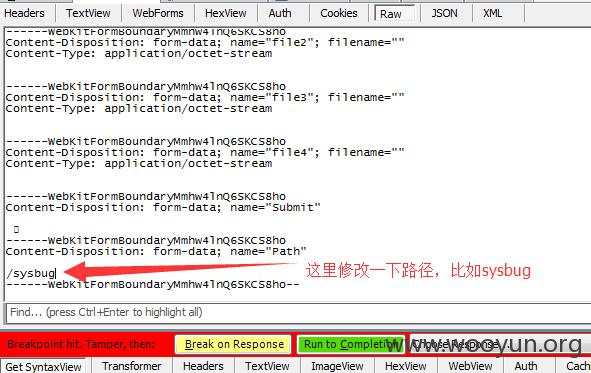 Headers TextView WebForms HexView Auth Cookies Raw JSON XML
------WebKitFormBoundaryMmhw4lnQ6SKCS8ho
Content-Disposition: form-data; name="file2"; filename=""
Content-Type: application/octet-stream
------WebKitFormBoundaryMmhw4lnQ6SKCS8ho
Content-Disposition: form-data; name="file3"; filename=""
Content-Type: application/octet-stream
------WebKitFormBoundaryMmhw4lnQ6SKCS8ho
Content-Disposition: form-data; name="file4"; filename=""
Content-Type: application/octet-stream
------WebKitFormBoundaryMmhw4lnQ6SKCS8ho
Content-Disposition: form-data; name="Submit"
------WebKitFormBoundaryMmhw4lnQ6SKCS8ho
Content-Disposition: form-data; name="Path"
/sysbug
这里修改一下路径，比如sysbug
------WebKitFormBoundaryMmhw4lnQ6SKCS8ho--
Find... (press Ctrl+Enter to highlight all)
Breakpoint hit. Tamper, then: Break on Response Run to Completion Choose Response...
www.wooyun.org
Get SyntaxView Transformer Headers TextView ImageView HexView WebView Auth Cach